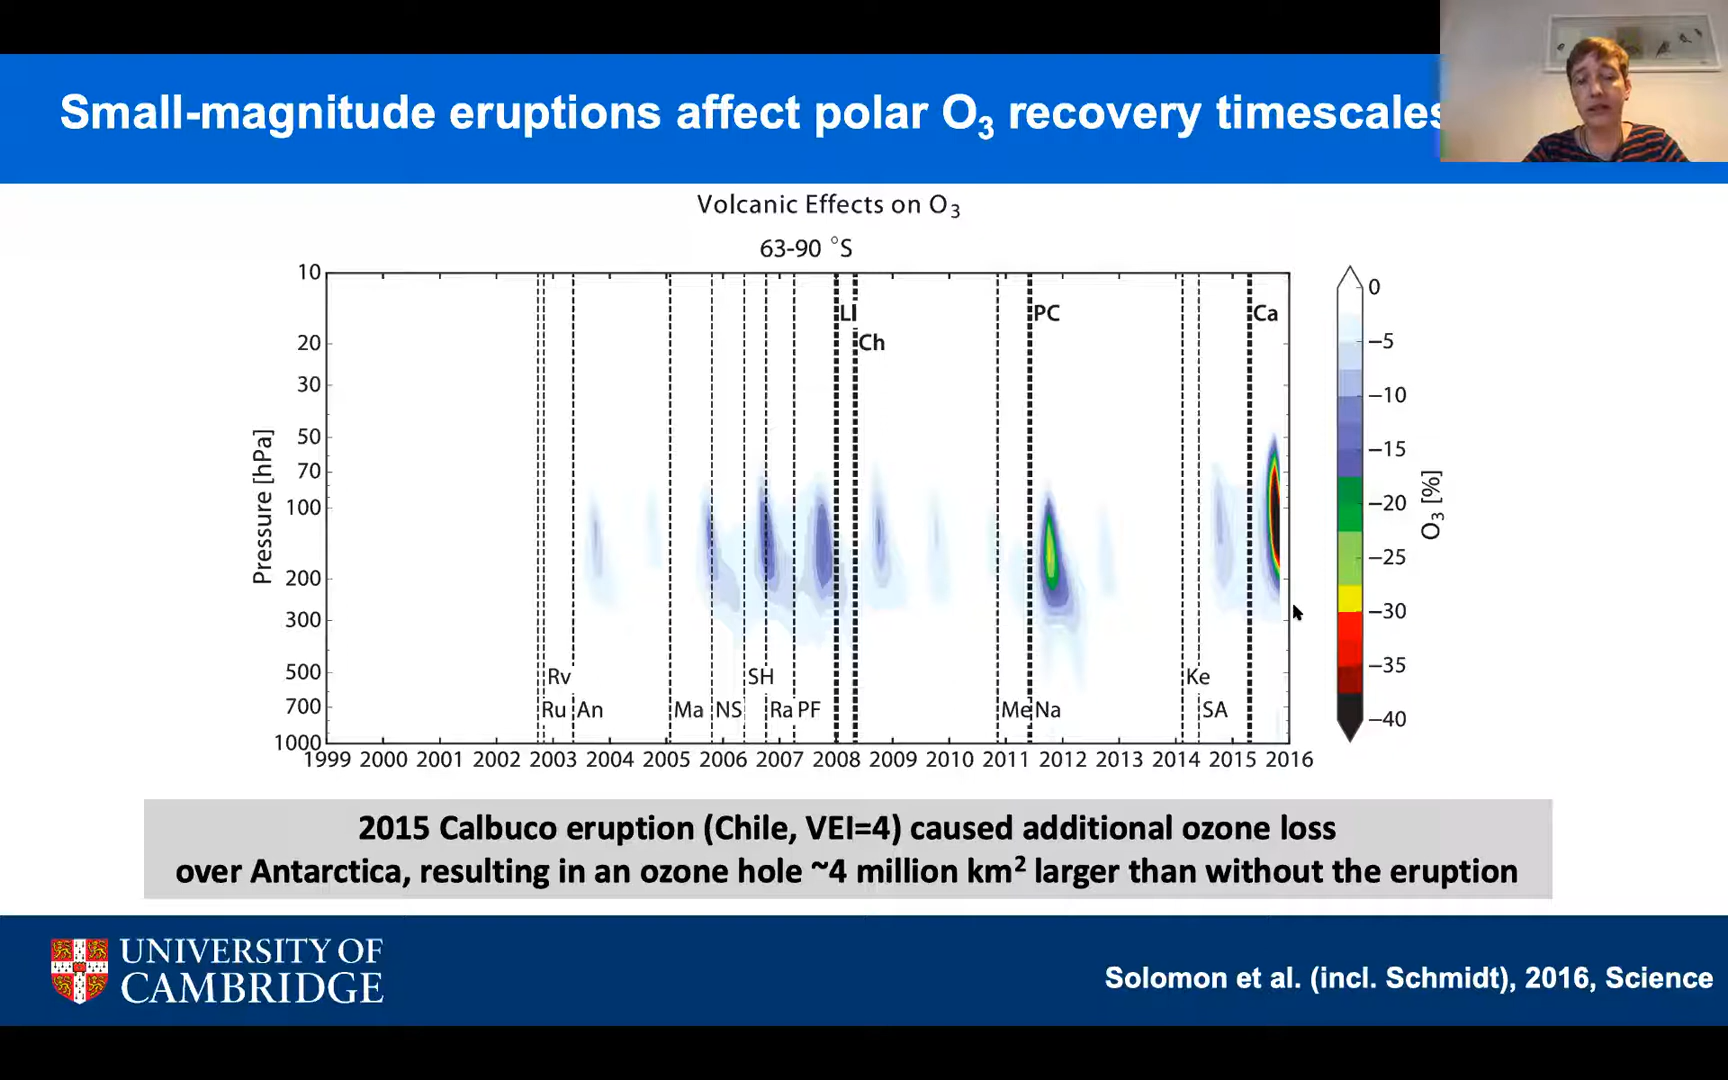 Small-magnitude eruptions affect polar O₃ recovery timescales
Volcanic Effects on O₃
63-90 °S
10
20
30
50
70
100
200
300
500
700
1000
Pressure [hPa]
LI
Ch
PC
Ca
Rv
SH
Ke
Ru
An
Ma
NS
Ra
PF
Me
Na
SA
1999 2000 2001 2002 2003 2004 2005 2006 2007 2008 2009 2010 2011 2012 2013 2014 2015 2016
0
−5
−10
−15
−20
−25
−30
−35
−40
O₃ [%]
2015 Calbuco eruption (Chile, VEI=4) caused additional ozone loss
over Antarctica, resulting in an ozone hole ~4 million km² larger than without the eruption
UNIVERSITY OF
CAMBRIDGE
Solomon et al. (incl. Schmidt), 2016, Science